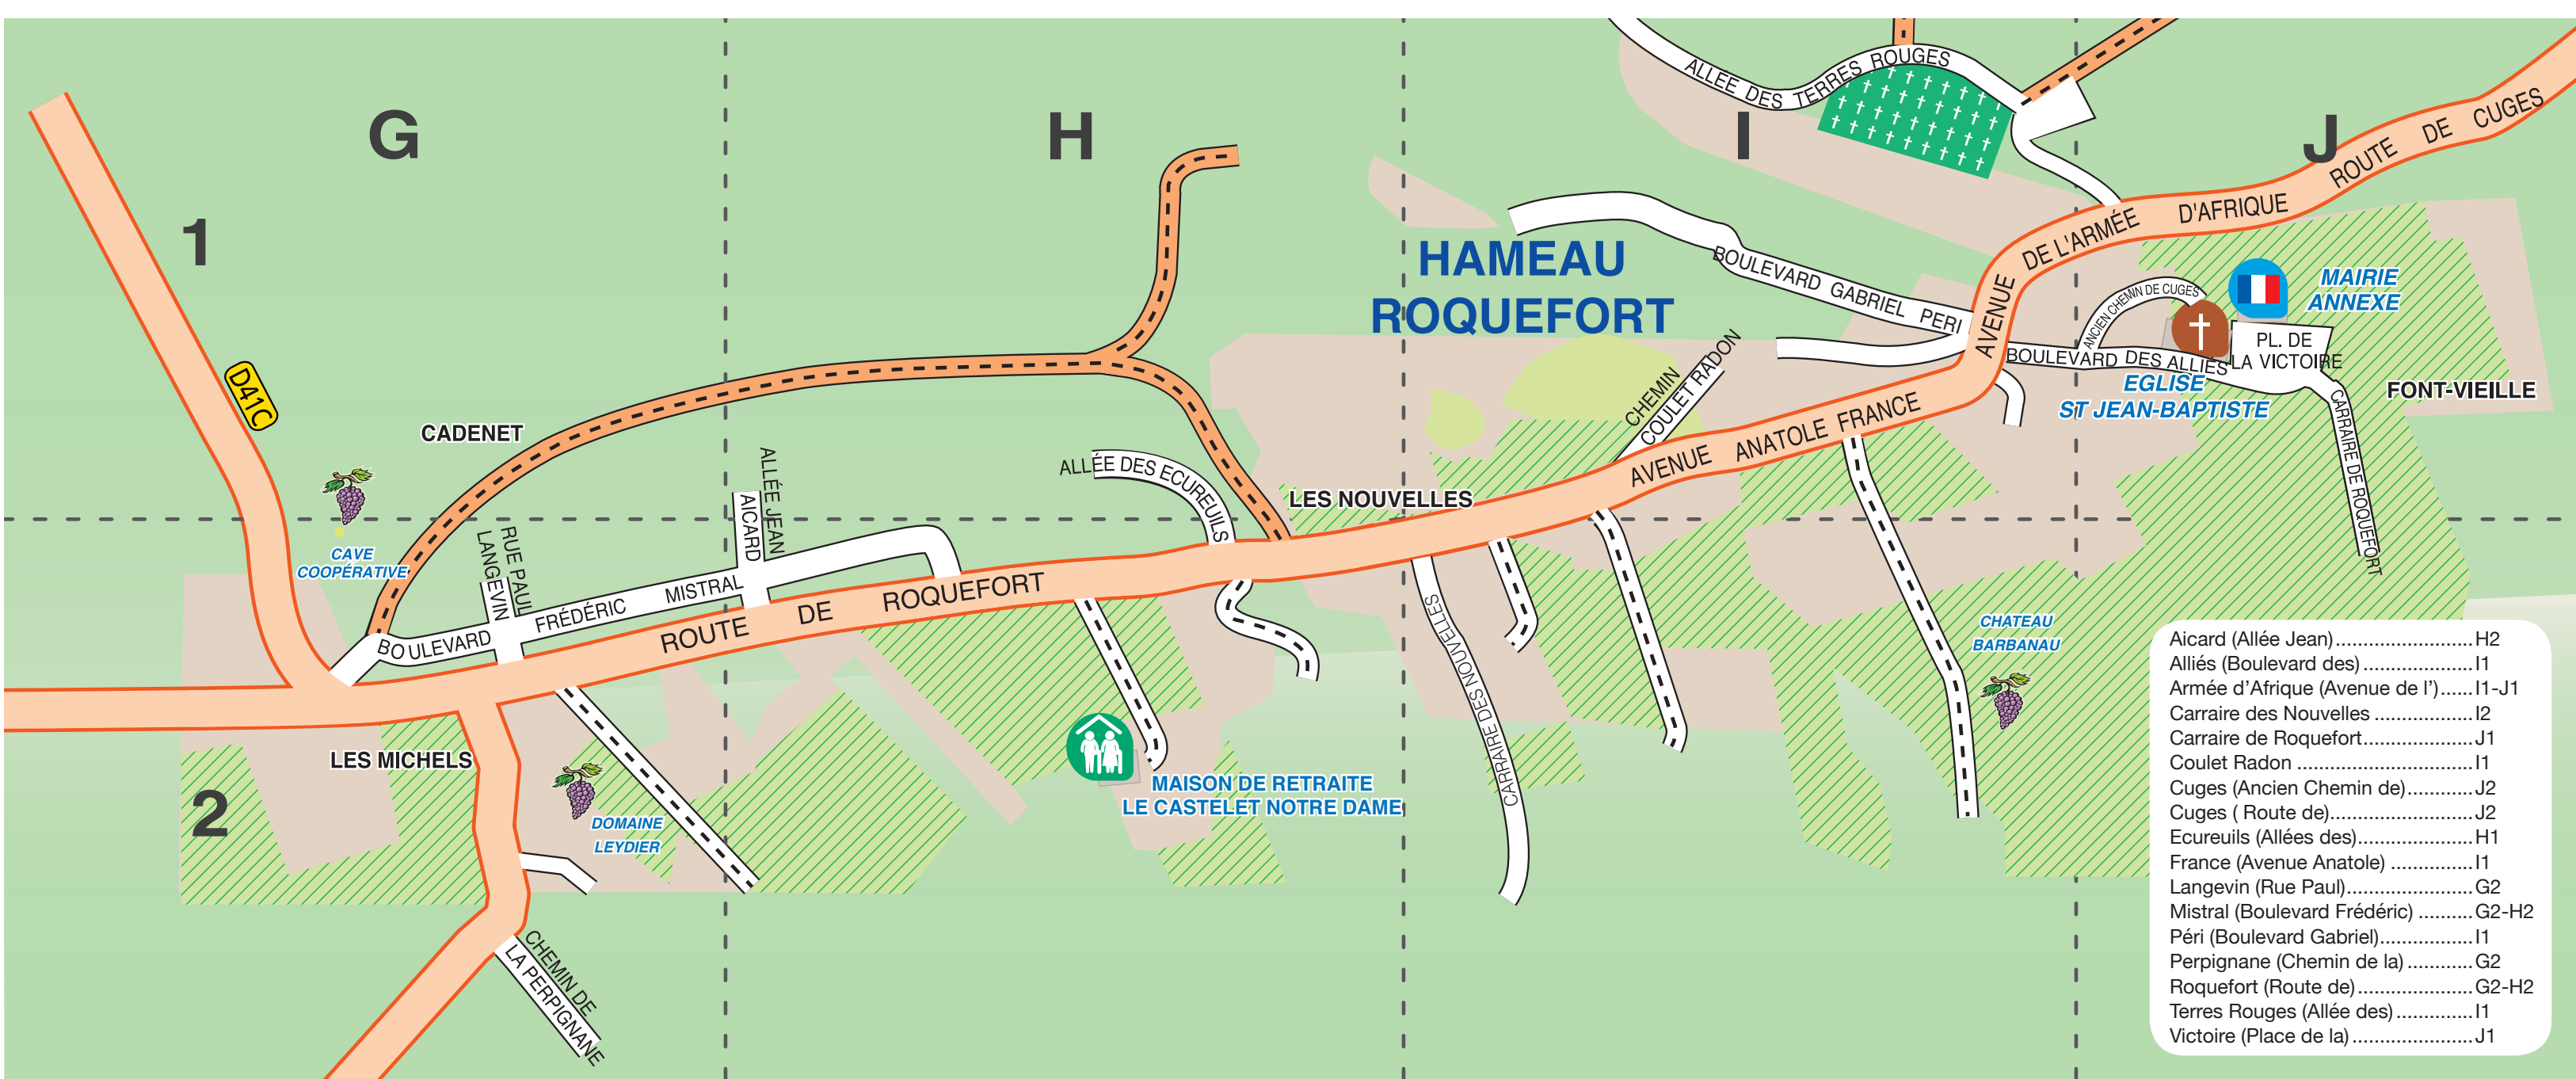 G
H
I
J
1
2
ALLEE DES TERRES ROUGES
ROUTE DE CUGES
AVENUE DE L'ARMÉE D'AFRIQUE
HAMEAU
ROQUEFORT
BOULEVARD GABRIEL PERI
ANCIEN CHEMIN DE CUGES
MAIRIE
ANNEXE
PL. DE
LA VICTOIRE
BOULEVARD DES ALLIES
EGLISE
ST JEAN-BAPTISTE
FONT-VIEILLE
CARRAIRE DE ROQUEFORT
D41C
CADENET
CHEMIN
COULET RADON
AVENUE ANATOLE FRANCE
ALLÉE JEAN
AICARD
ALLÉE DES ECUREUILS
LES NOUVELLES
CAVE
COOPÉRATIVE
RUE PAUL
LANGEVIN
BOULEVARD FRÉDÉRIC MISTRAL
ROUTE DE ROQUEFORT
CARRAIRE DES NOUVELLES
CARRAIRE DES NOUVELLES
CHATEAU
BARBANAU
LES MICHELS
DOMAINE
LEYDIER
MAISON DE RETRAITE
LE CASTELET NOTRE DAME
CHEMIN DE
LA PERPIGNANE
Aicard (Allée Jean)........................H2
Alliés (Boulevard des) ...................I1
Armée d'Afrique (Avenue de l')......I1-J1
Carraire des Nouvelles .................I2
Carraire de Roquefort...................J1
Coulet Radon ...............................I1
Cuges (Ancien Chemin de)...........J2
Cuges ( Route de).........................J2
Ecureuils (Allées des)....................H1
France (Avenue Anatole) ..............I1
Langevin (Rue Paul)......................G2
Mistral (Boulevard Frédéric) ..........G2-H2
Péri (Boulevard Gabriel)................I1
Perpignane (Chemin de la) ...........G2
Roquefort (Route de)....................G2-H2
Terres Rouges (Allée des).............I1
Victoire (Place de la).....................J1